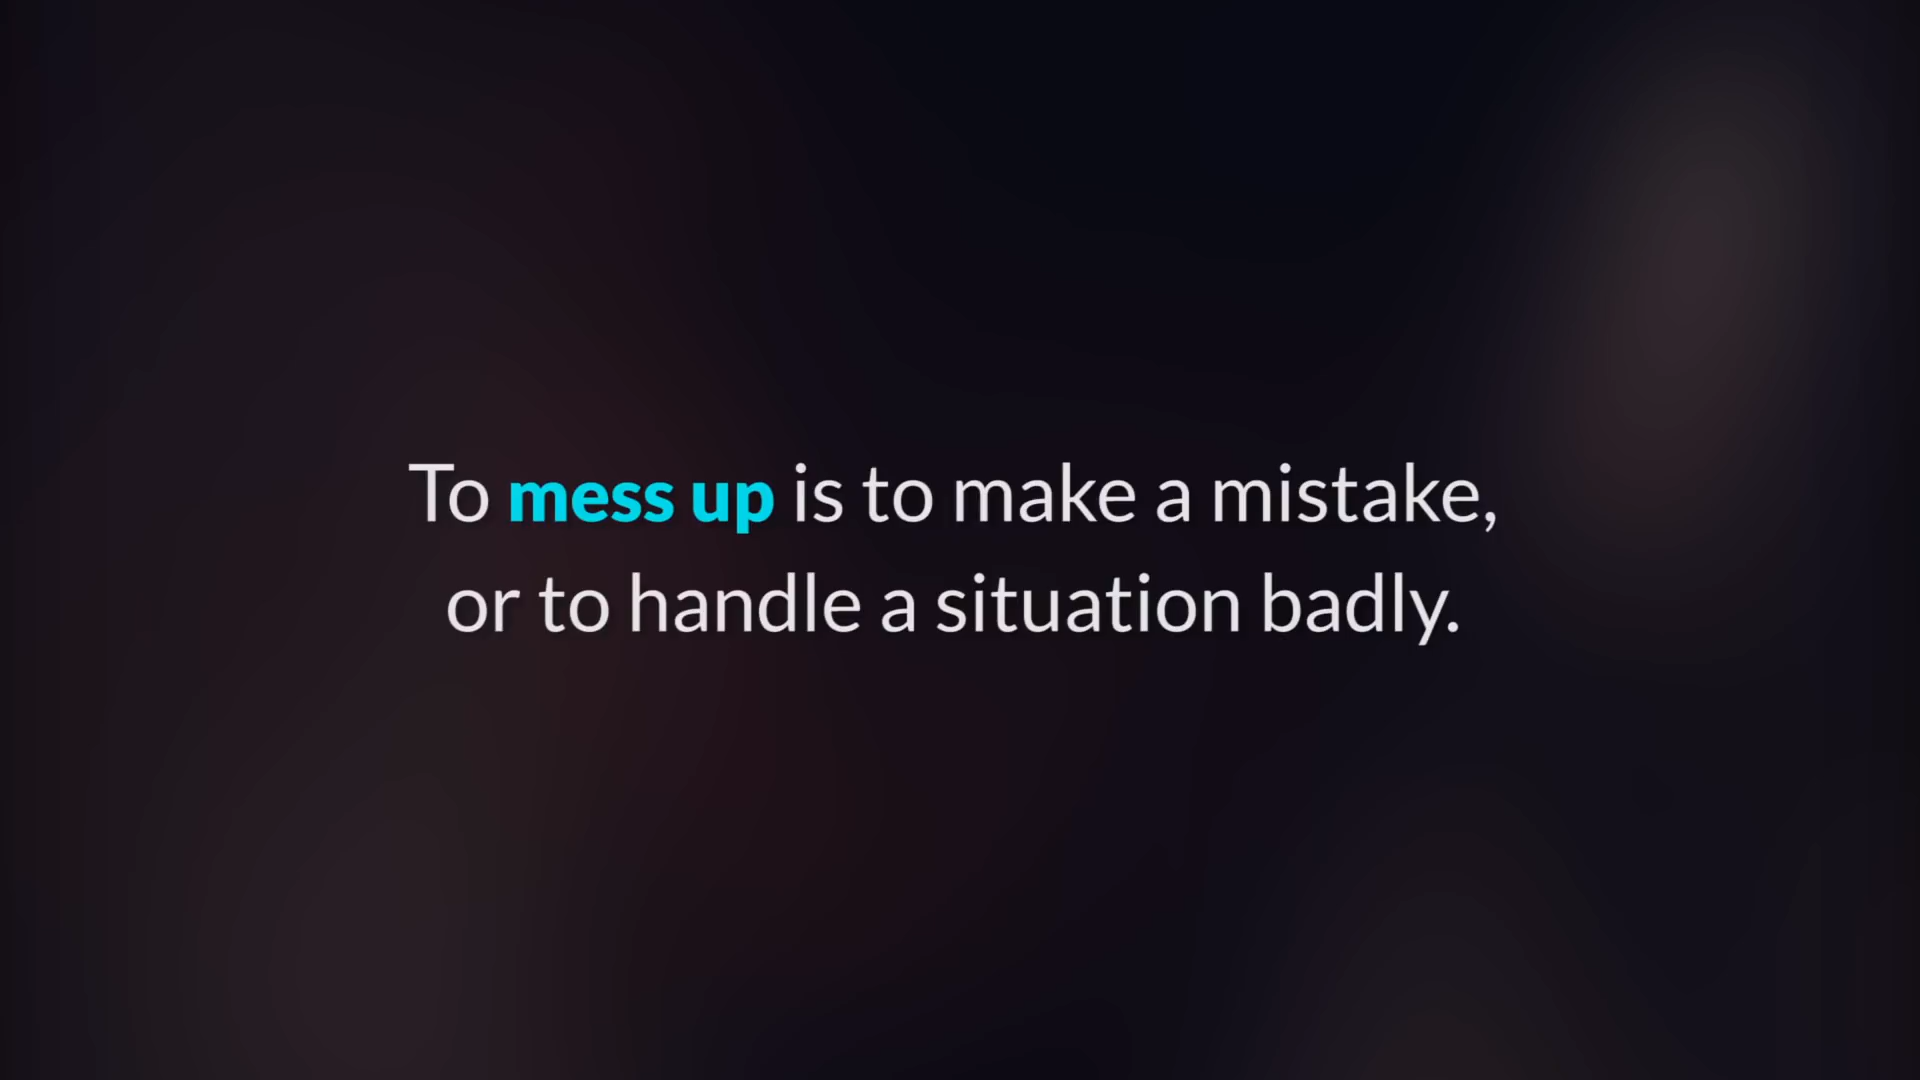 To mess up is to make a mistake,
or to handle a situation badly.